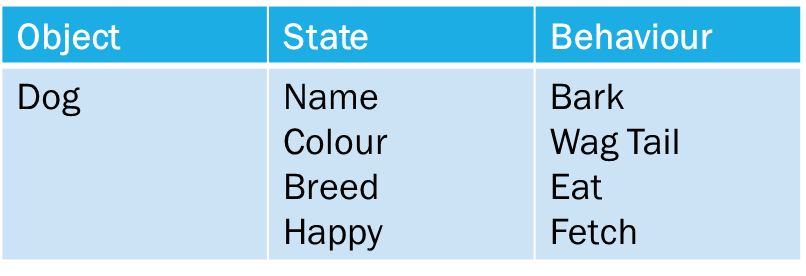 Object State Behaviour
Dog Name Bark
Colour Wag Tail
Breed Eat
Happy Fetch